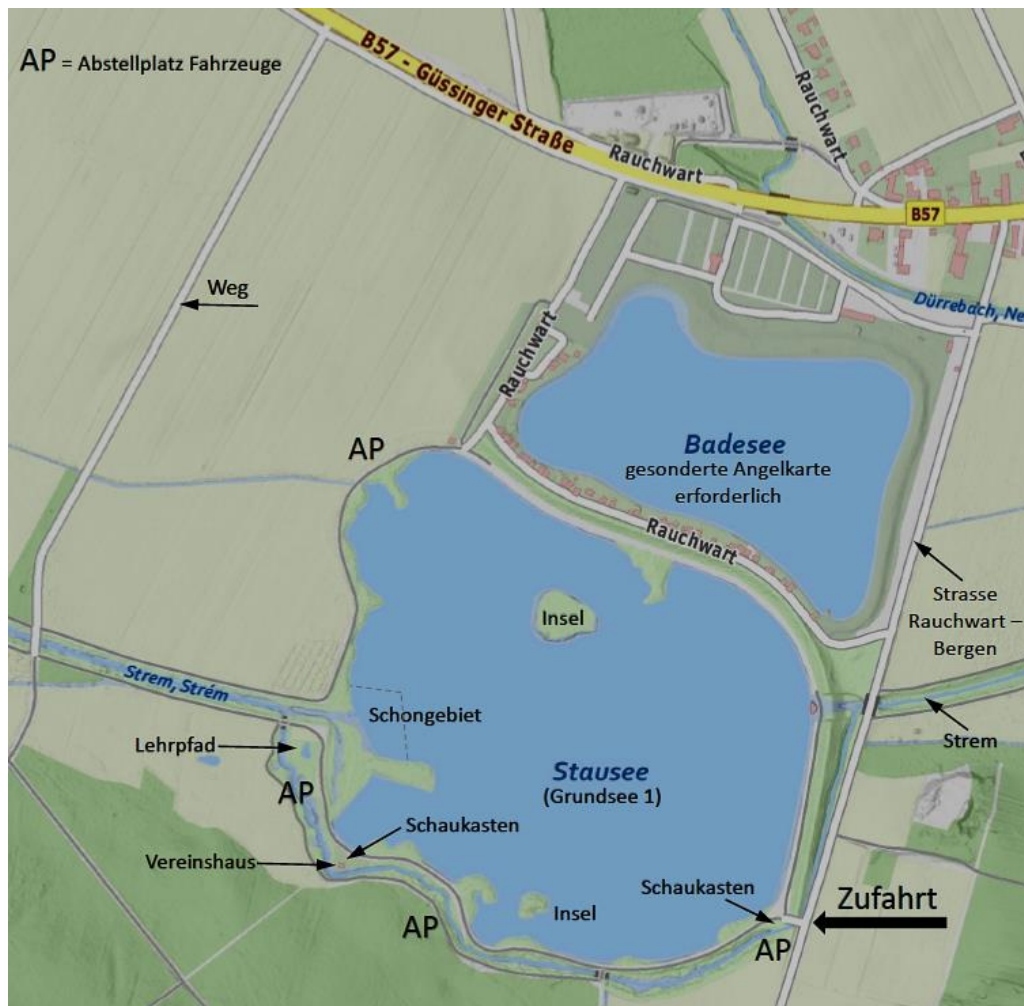 AP = Abstellplatz Fahrzeuge
B57 - Güssinger Straße
Rauchwart
Rauchwart
B57
Weg
Dürrebach, Ne
Rauchwart
AP
Badesee
gesonderte Angelkarte
erforderlich
Rauchwart
Strasse
Rauchwart –
Bergen
Insel
Strem, Strém
Schongebiet
Lehrpfad
Strem
AP
Stausee
(Grundsee 1)
Schaukasten
Vereinshaus
Schaukasten
Zufahrt
Insel
AP
AP